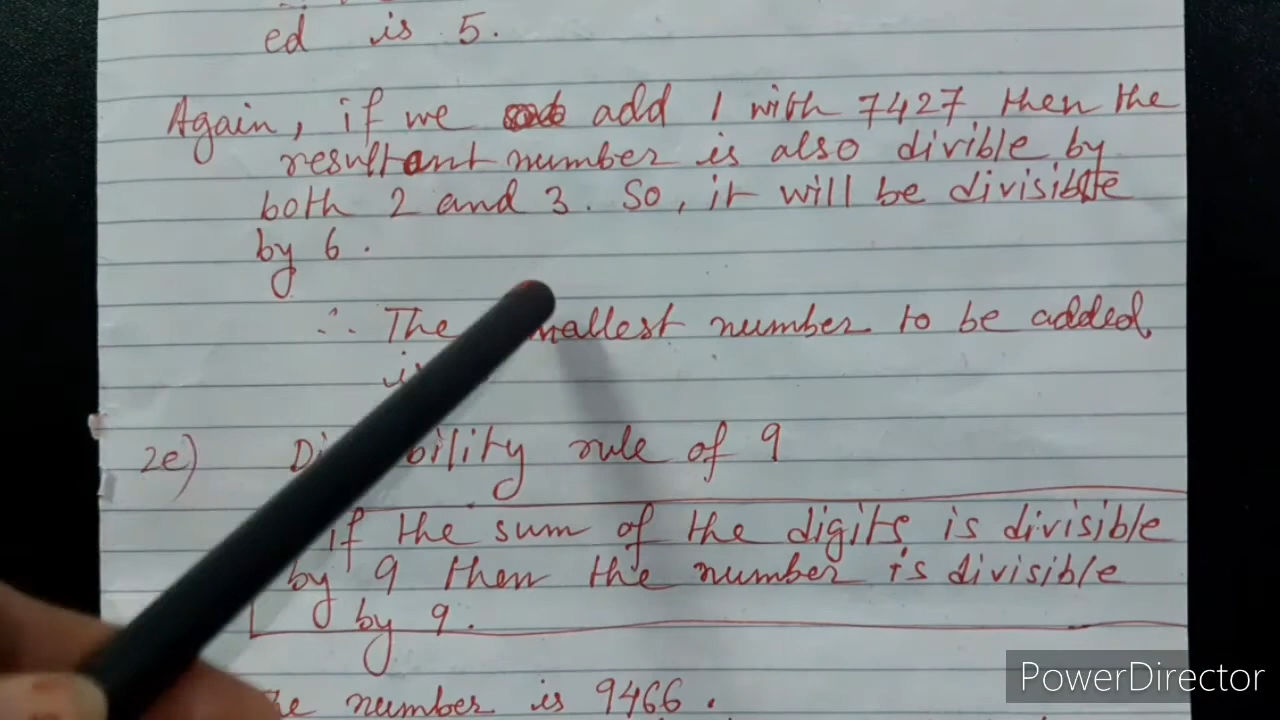 ed is 5.
Again, if we add 1 with 7427 then the
resultant number is also divible by
both 2 and 3. So, it will be divisible
by 6.
∴ The smallest number to be added
is
2e) Divisibility rule of 9
if the sum of the digits is divisible
by 9 then the number is divisible
by 9.
number is 9466.
PowerDirector